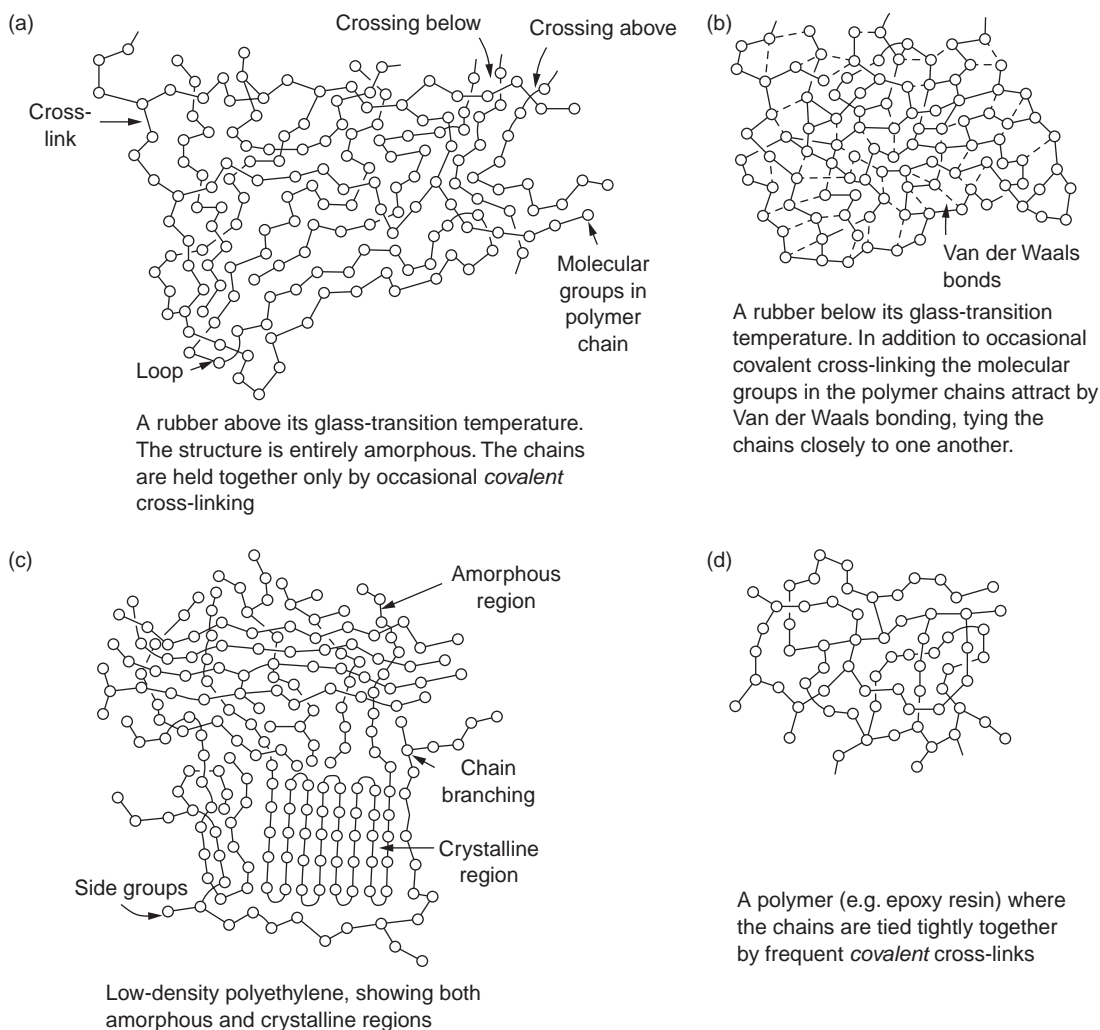 (a)
Crossing below
Crossing above
Cross-
link
Molecular
groups in
polymer
chain
Loop
A rubber above its glass-transition temperature.
The structure is entirely amorphous. The chains
are held together only by occasional covalent
cross-linking
(b)
Van der Waals
bonds
A rubber below its glass-transition
temperature. In addition to occasional
covalent cross-linking the molecular
groups in the polymer chains attract by
Van der Waals bonding, tying the
chains closely to one another.
(c)
Amorphous
region
Chain
branching
Crystalline
region
Side groups
Low-density polyethylene, showing both
amorphous and crystalline regions
(d)
A polymer (e.g. epoxy resin) where
the chains are tied tightly together
by frequent covalent cross-links